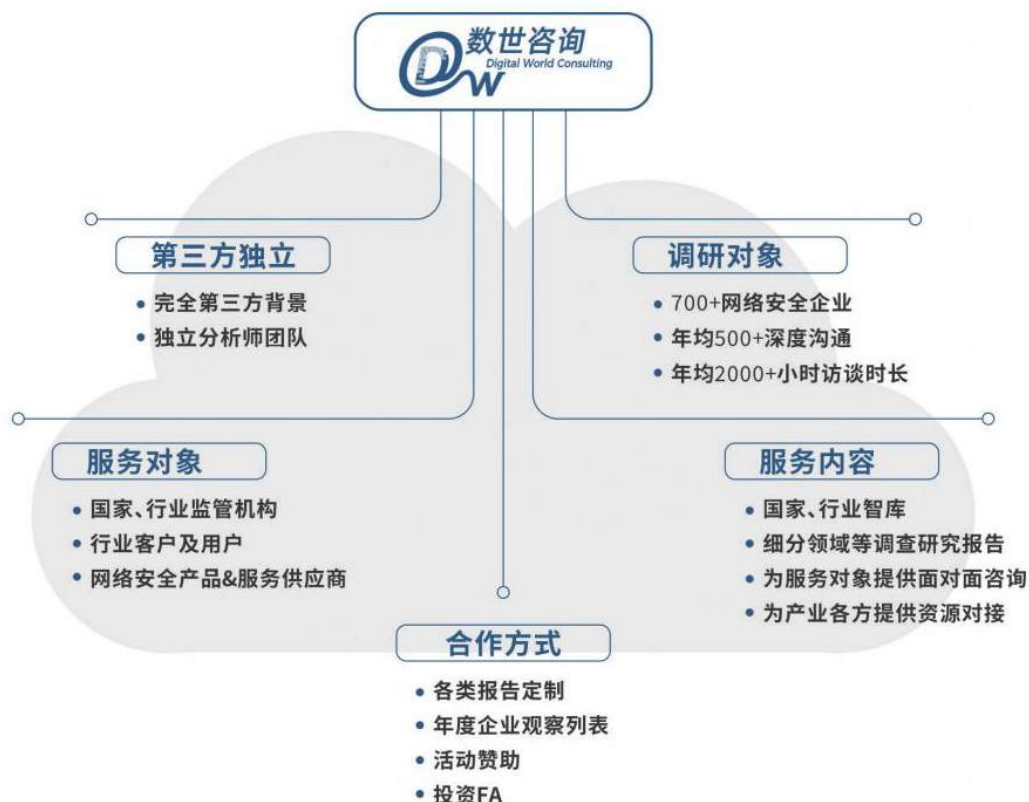 数世咨询
Digital World Consulting
DW
第三方独立
完全第三方背景
独立分析师团队
调研对象
700+网络安全企业
年均500+深度沟通
年均2000+小时访谈时长
服务对象
国家、行业监管机构
行业客户及用户
网络安全产品&服务供应商
服务内容
国家、行业智库
细分领域等调查研究报告
为服务对象提供面对面咨询
为产业各方提供资源对接
合作方式
各类报告定制
年度企业观察列表
活动赞助
投资FA